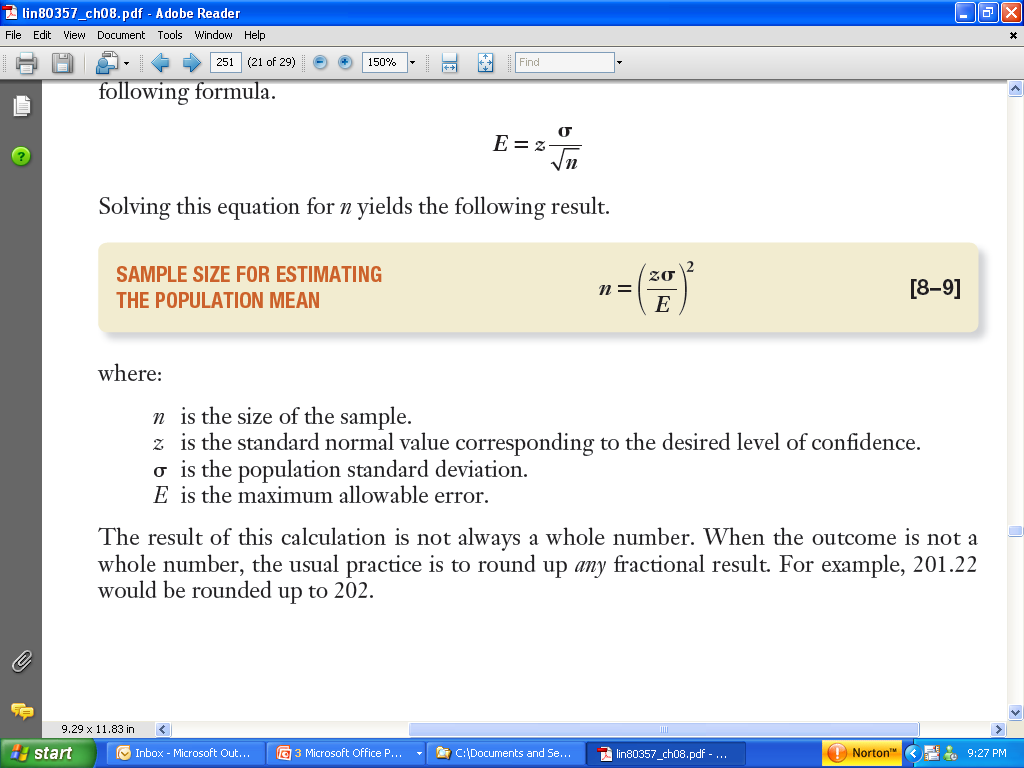 lin80357_ch08.pdf - Adobe Reader
File Edit View Document Tools Window Help
251 (21 of 29) 150% Find
following formula.
E = z σ/√n
Solving this equation for n yields the following result.
SAMPLE SIZE FOR ESTIMATING
THE POPULATION MEAN
n = (zσ/E)²
[8–9]
where:
n is the size of the sample.
z is the standard normal value corresponding to the desired level of confidence.
σ is the population standard deviation.
E is the maximum allowable error.
The result of this calculation is not always a whole number. When the outcome is not a
whole number, the usual practice is to round up any fractional result. For example, 201.22
would be rounded up to 202.
9.29 x 11.83 in
start Inbox - Microsoft Out... 3 Microsoft Office P... C:\Documents and Se... lin80357_ch08.pdf - ... Norton™ 9:27 PM